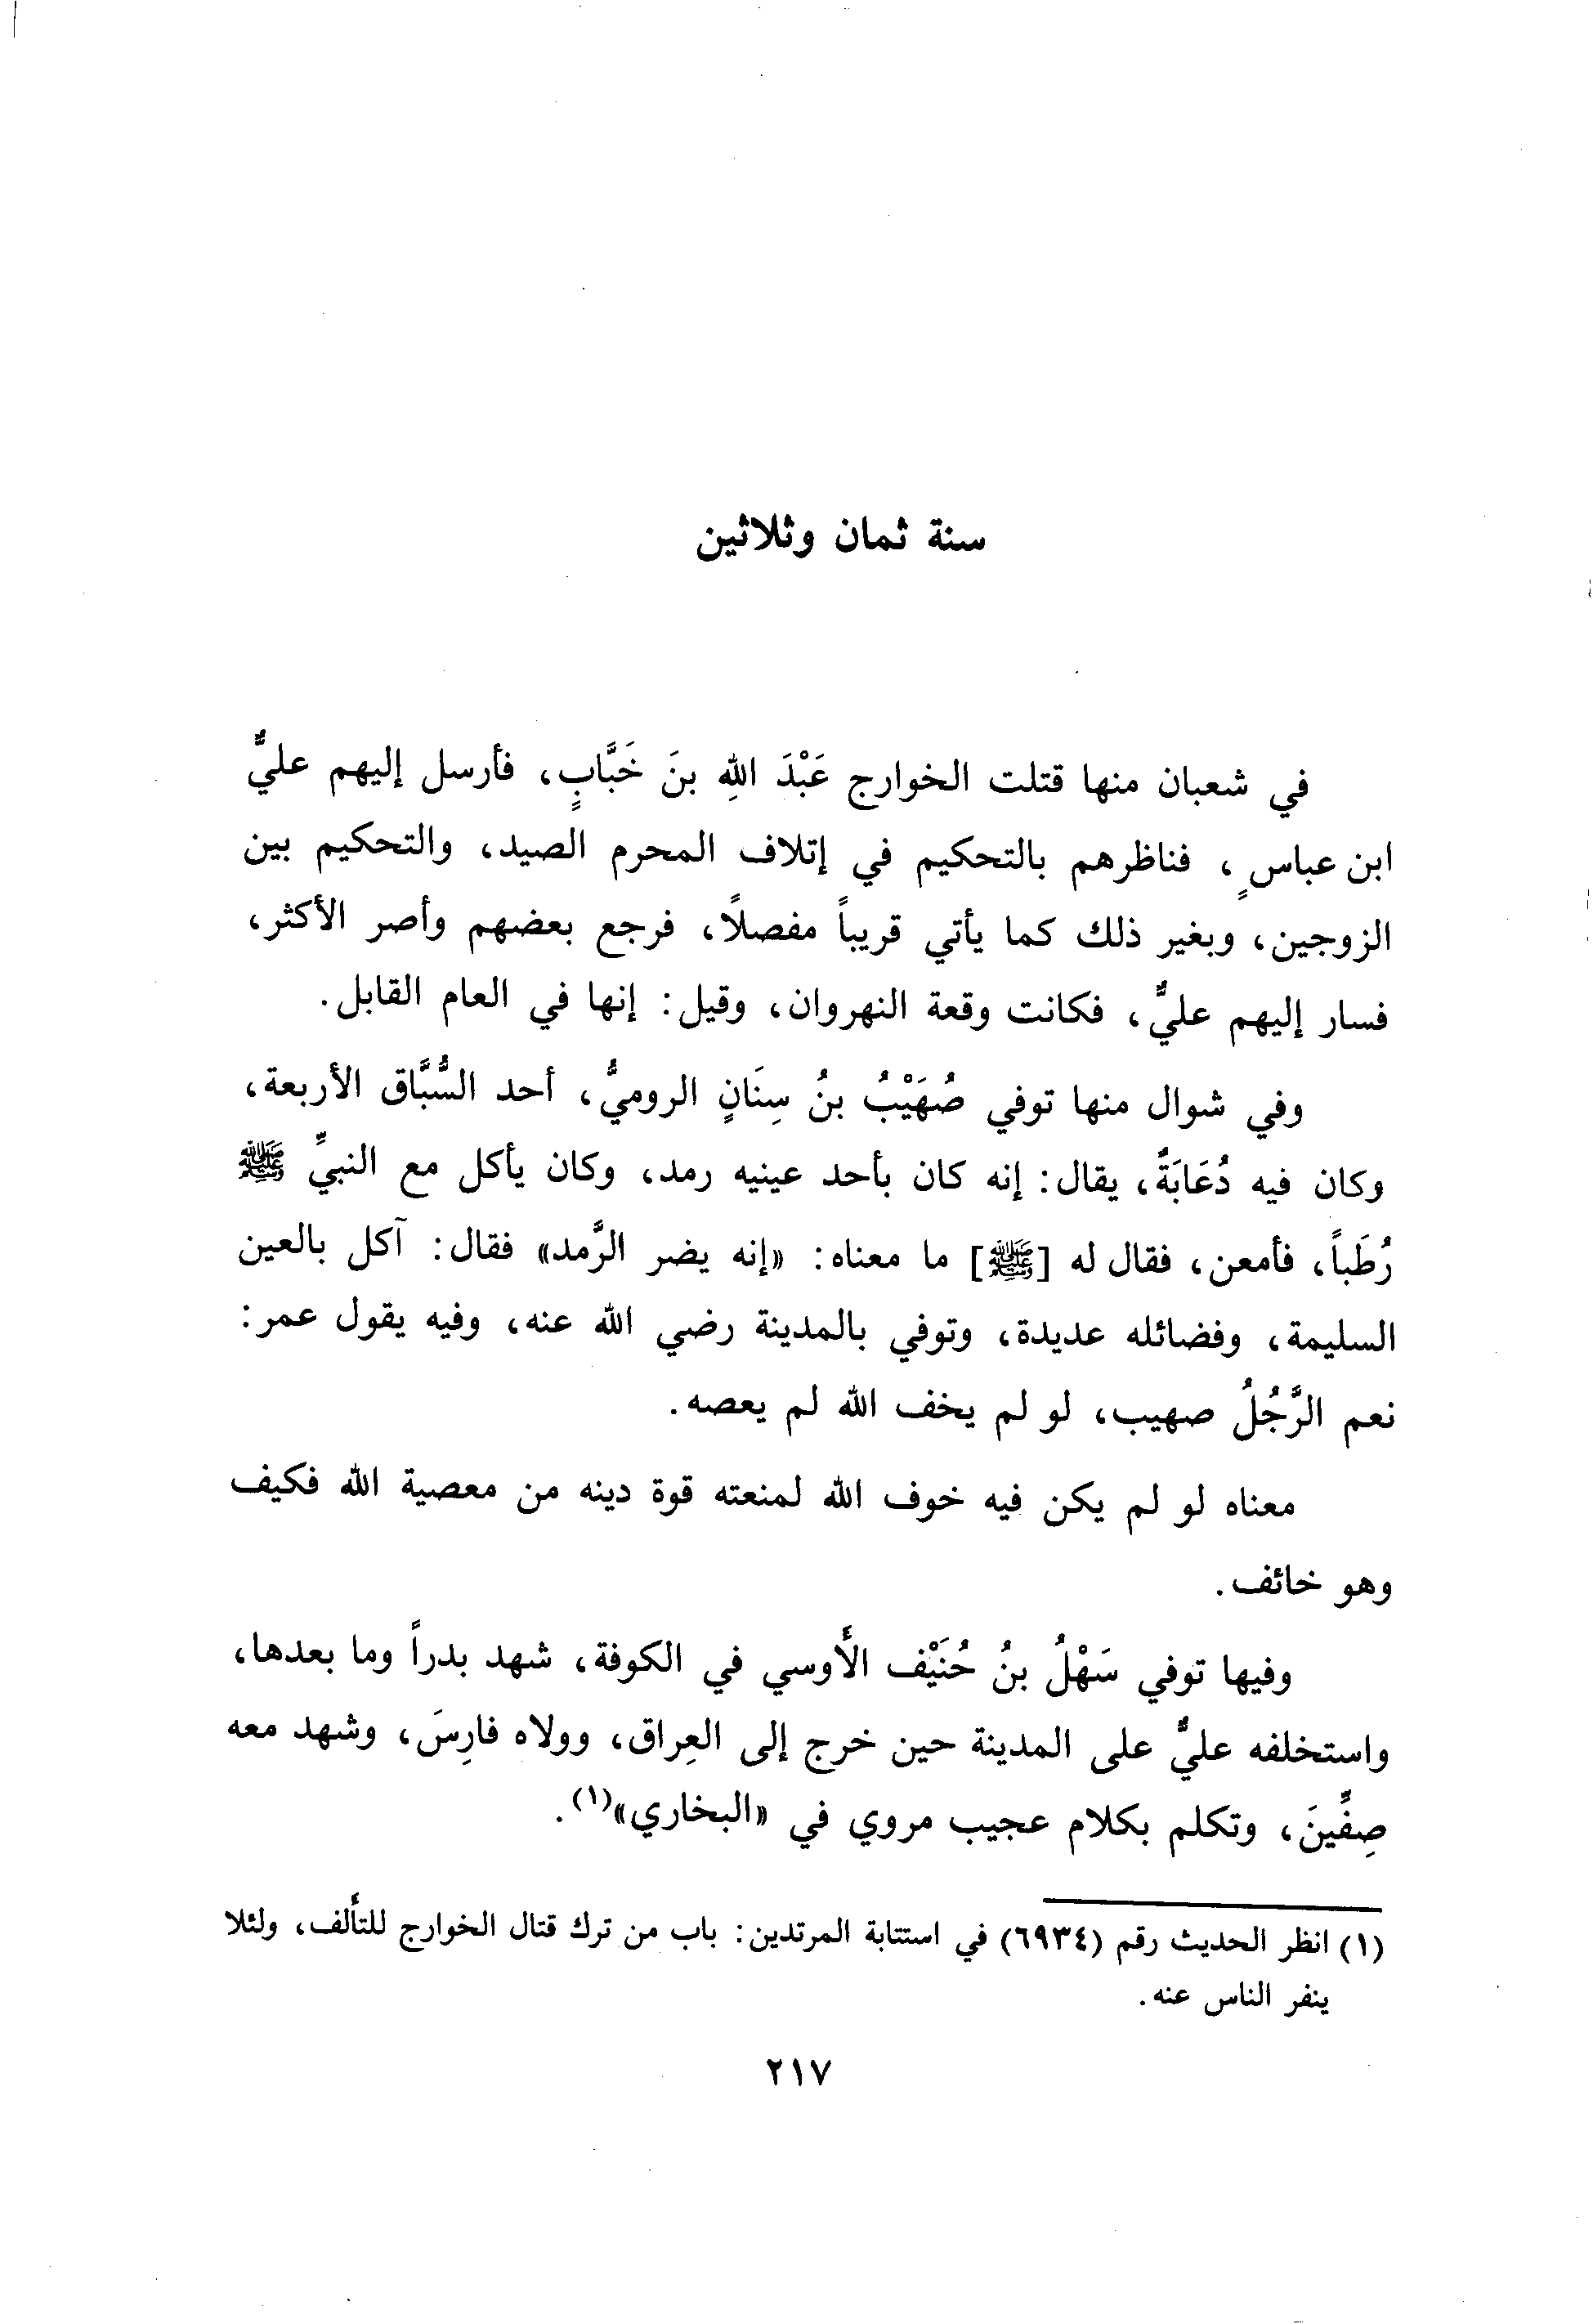 سنة ثمان وثلاثين
في شعبان منها قتلت الخوارج عَبْدَ اللهِ بنَ خَبَّابٍ، فأرسل إليهم عليٌّ
ابن عباسٍ، فناظرهم بالتحكيم في إتلاف المحرم الصيد، والتحكيم بين
الزوجين، وبغير ذلك كما يأتي قريباً مفصلاً، فرجع بعضهم وأصر الأكثر،
فسار إليهم عليٌّ، فكانت وقعة النهروان، وقيل: إنها في العام القابل.
وفي شوال منها توفي صُهَيْبُ بنُ سِنَانٍ الروميُّ، أحد السُّبَّاق الأربعة،
وكان فيه دُعَابَةٌ، يقال: إنه كان بأحد عينيه رمد، وكان يأكل مع النبيِّ ﷺ
رُطَباً، فأمعن، فقال له [ﷺ] ما معناه: «إنه يضر الرَّمد» فقال: آكل بالعين
السليمة، وفضائله عديدة، وتوفي بالمدينة رضي الله عنه، وفيه يقول عمر:
نعم الرَّجُلُ صهيب، لو لم يخف الله لم يعصه.
معناه لو لم يكن فيه خوف الله لمنعته قوة دينه من معصية الله فكيف
وهو خائف.
وفيها توفي سَهْلُ بنُ حُنَيْف الأَوسي في الكوفة، شهد بدراً وما بعدها،
واستخلفه عليٌّ على المدينة حين خرج إلى العِراق، وولاه فارِسَ، وشهد معه
صِفِّينَ، وتكلم بكلام عجيب مروي في «البخاري»(١).
(١) انظر الحديث رقم (٦٩٣٤) في استتابة المرتدين: باب من ترك قتال الخوارج للتأَلف، ولئلا
ينفر الناس عنه.
٢١٧